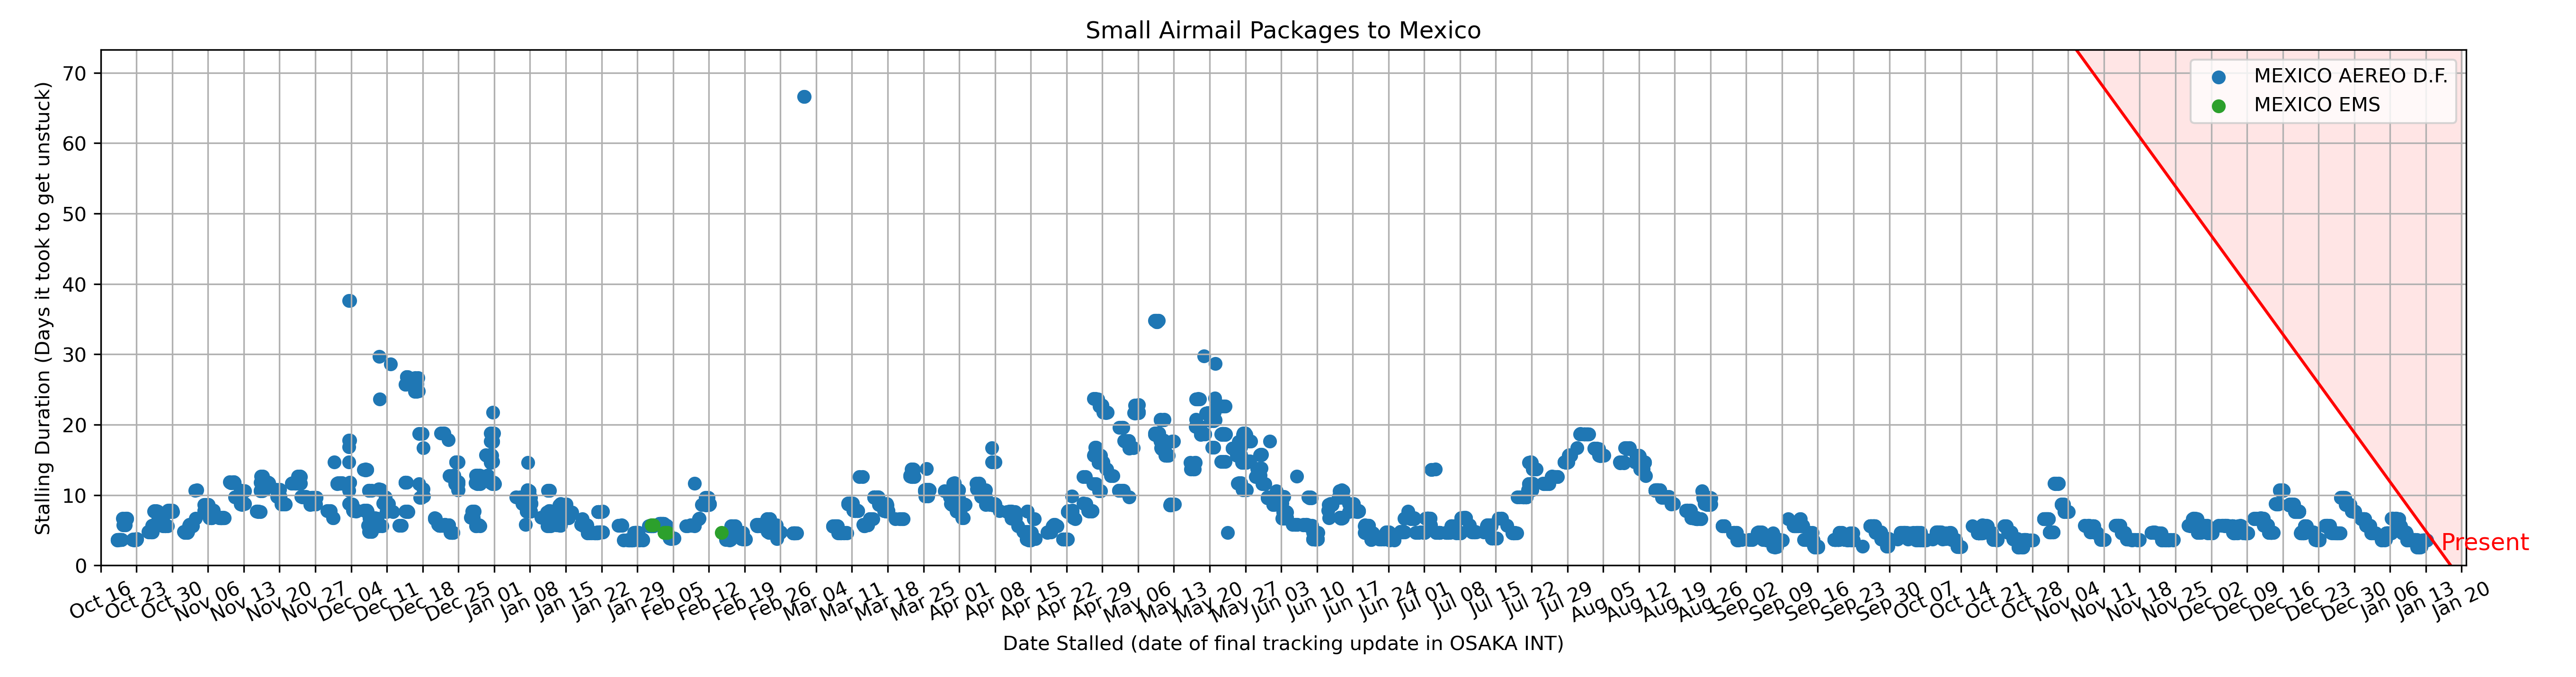 Small Airmail Packages to Mexico
Stalling Duration (Days it took to get unstuck)
70
60
50
40
30
20
10
0
MEXICO AEREO D.F.
MEXICO EMS
Present
Oct 16
Oct 23
Oct 30
Nov 06
Nov 13
Nov 20
Nov 27
Dec 04
Dec 11
Dec 18
Dec 25
Jan 01
Jan 08
Jan 15
Jan 22
Jan 29
Feb 05
Feb 12
Feb 19
Feb 26
Mar 04
Mar 11
Mar 18
Mar 25
Apr 01
Apr 08
Apr 15
Apr 22
Apr 29
May 06
May 13
May 20
May 27
Jun 03
Jun 10
Jun 17
Jun 24
Jul 01
Jul 08
Jul 15
Jul 22
Jul 29
Aug 05
Aug 12
Aug 19
Aug 26
Sep 02
Sep 09
Sep 16
Sep 23
Sep 30
Oct 07
Oct 14
Oct 21
Oct 28
Nov 04
Nov 11
Nov 18
Nov 25
Dec 02
Dec 09
Dec 16
Dec 23
Dec 30
Jan 06
Jan 13
Jan 20
Date Stalled (date of final tracking update in OSAKA INT)